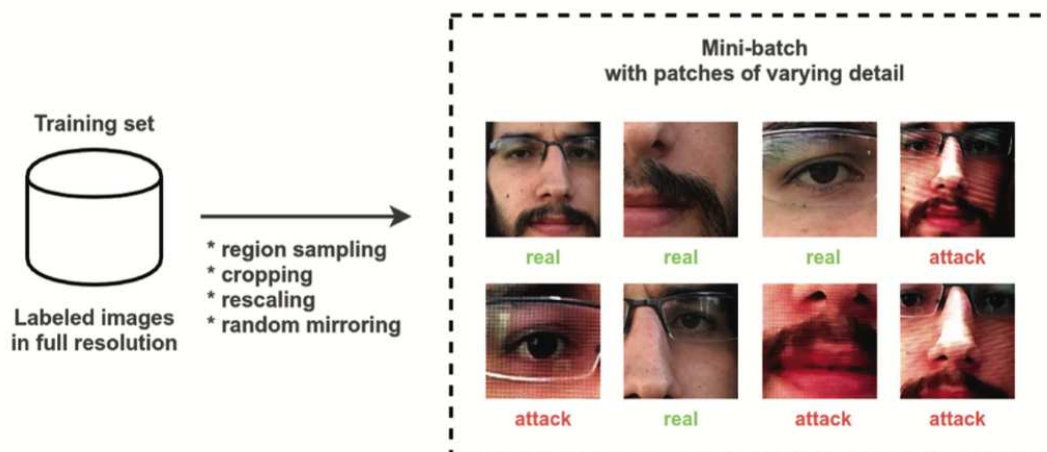 Training set
Labeled images
in full resolution
* region sampling
* cropping
* rescaling
* random mirroring
Mini-batch
with patches of varying detail
real
real
real
attack
attack
real
attack
attack